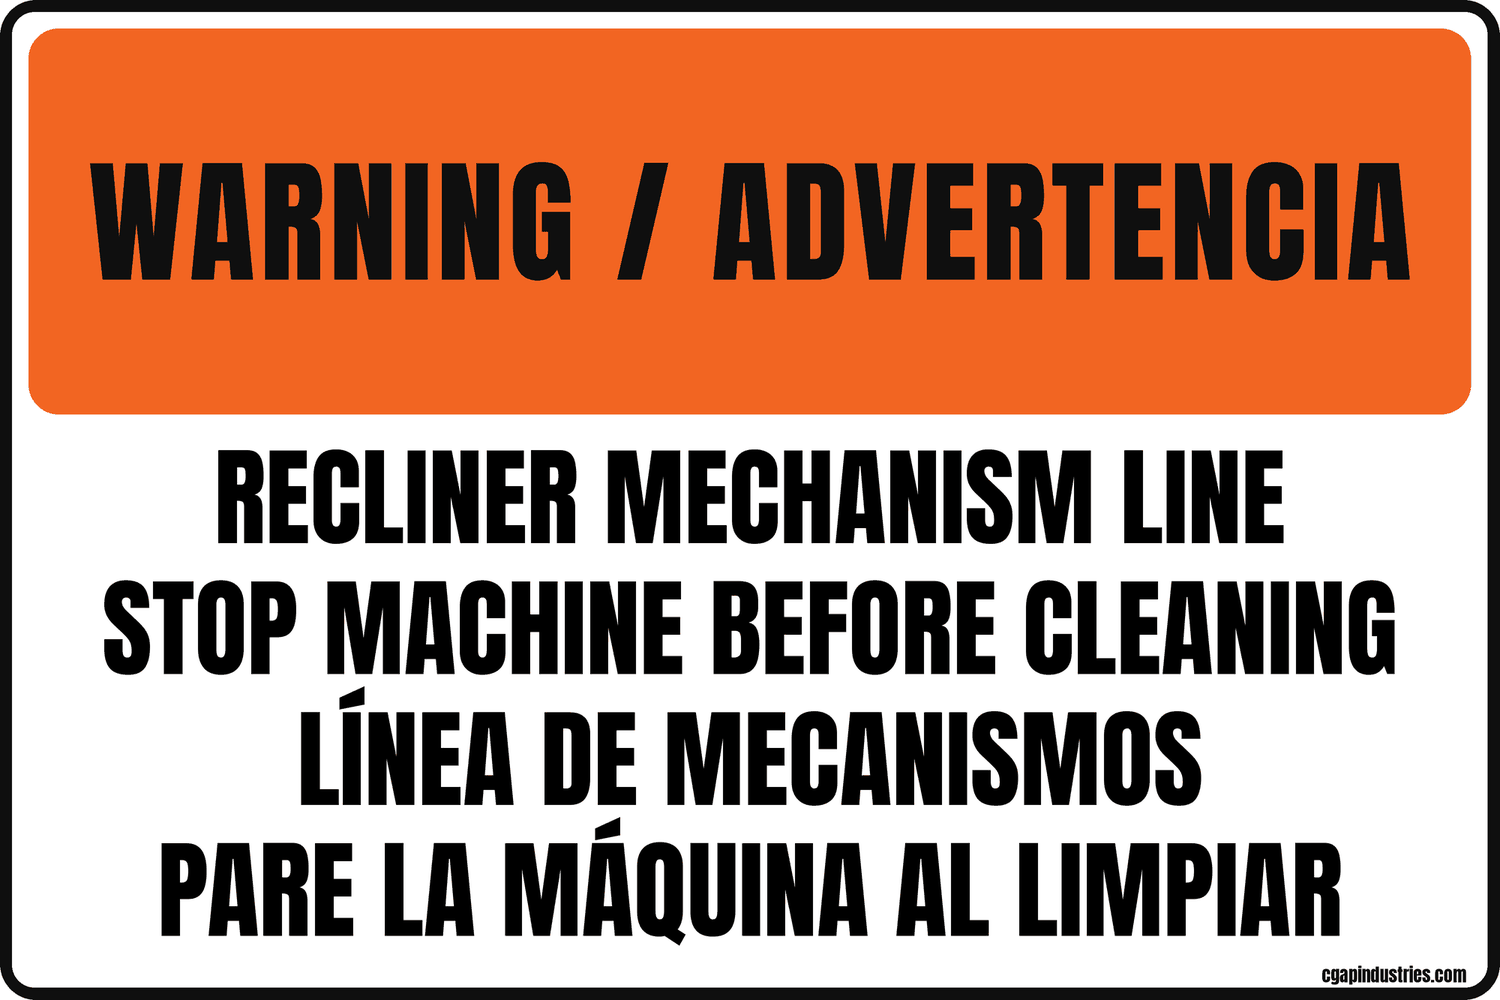 WARNING / ADVERTENCIA
RECLINER MECHANISM LINE
STOP MACHINE BEFORE CLEANING
LÍNEA DE MECANISMOS
PARE LA MÁQUINA AL LIMPIAR
cgapindustries.com